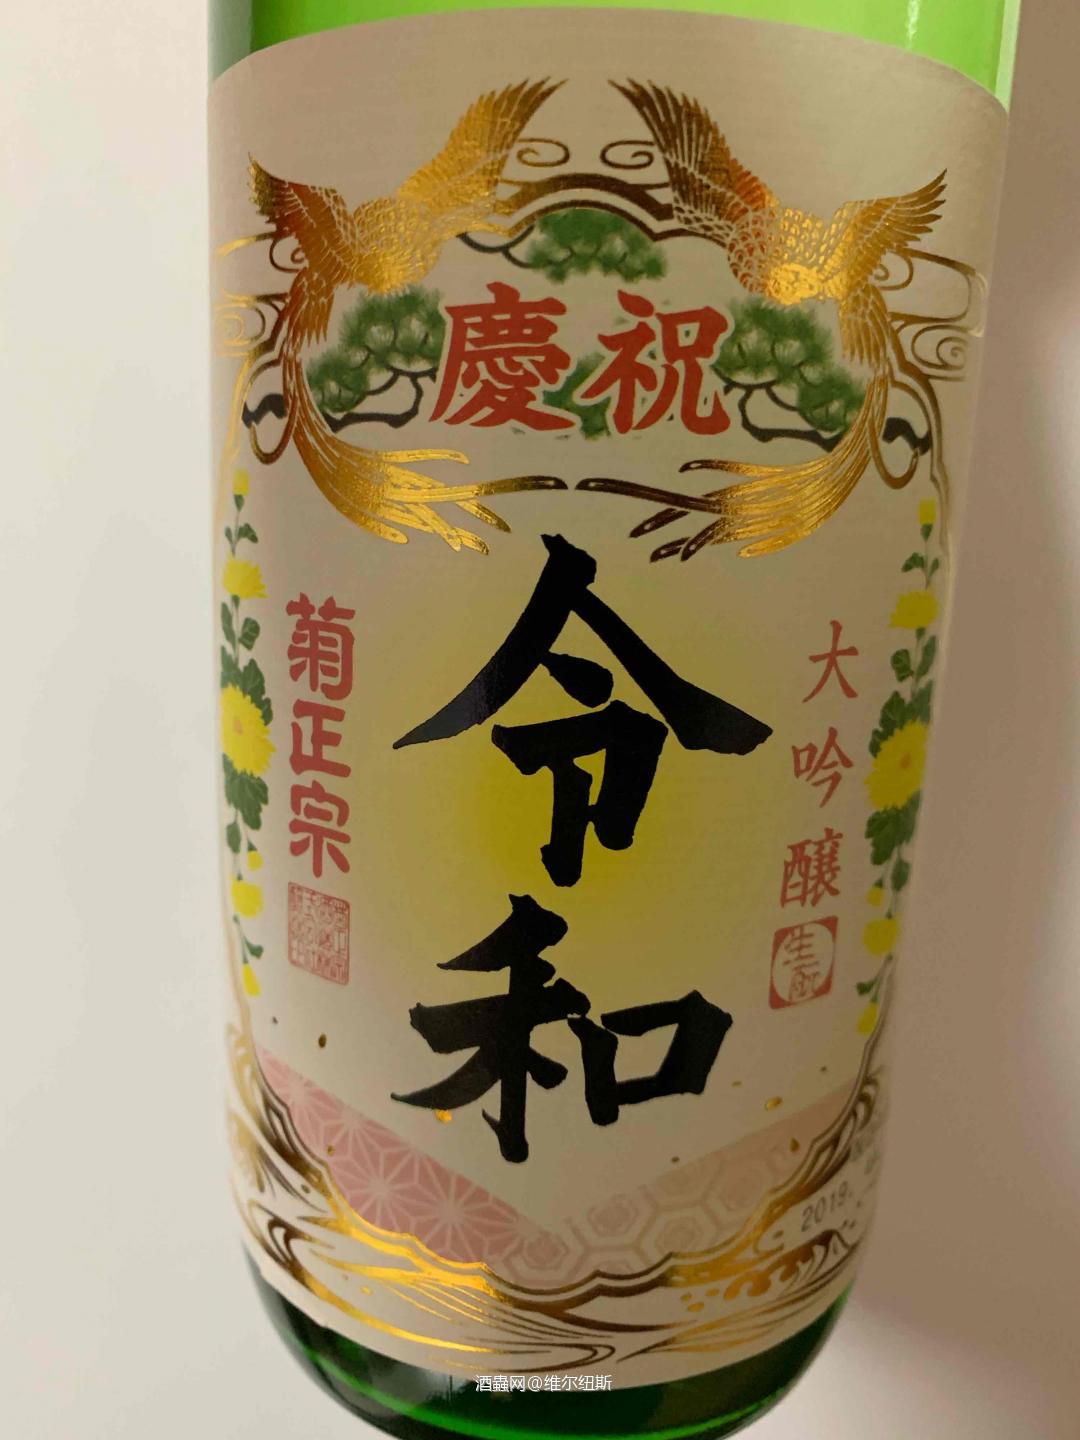 慶祝
令和
大吟醸
生酛
菊正宗
2019.
酒蟲网@维尔纽斯